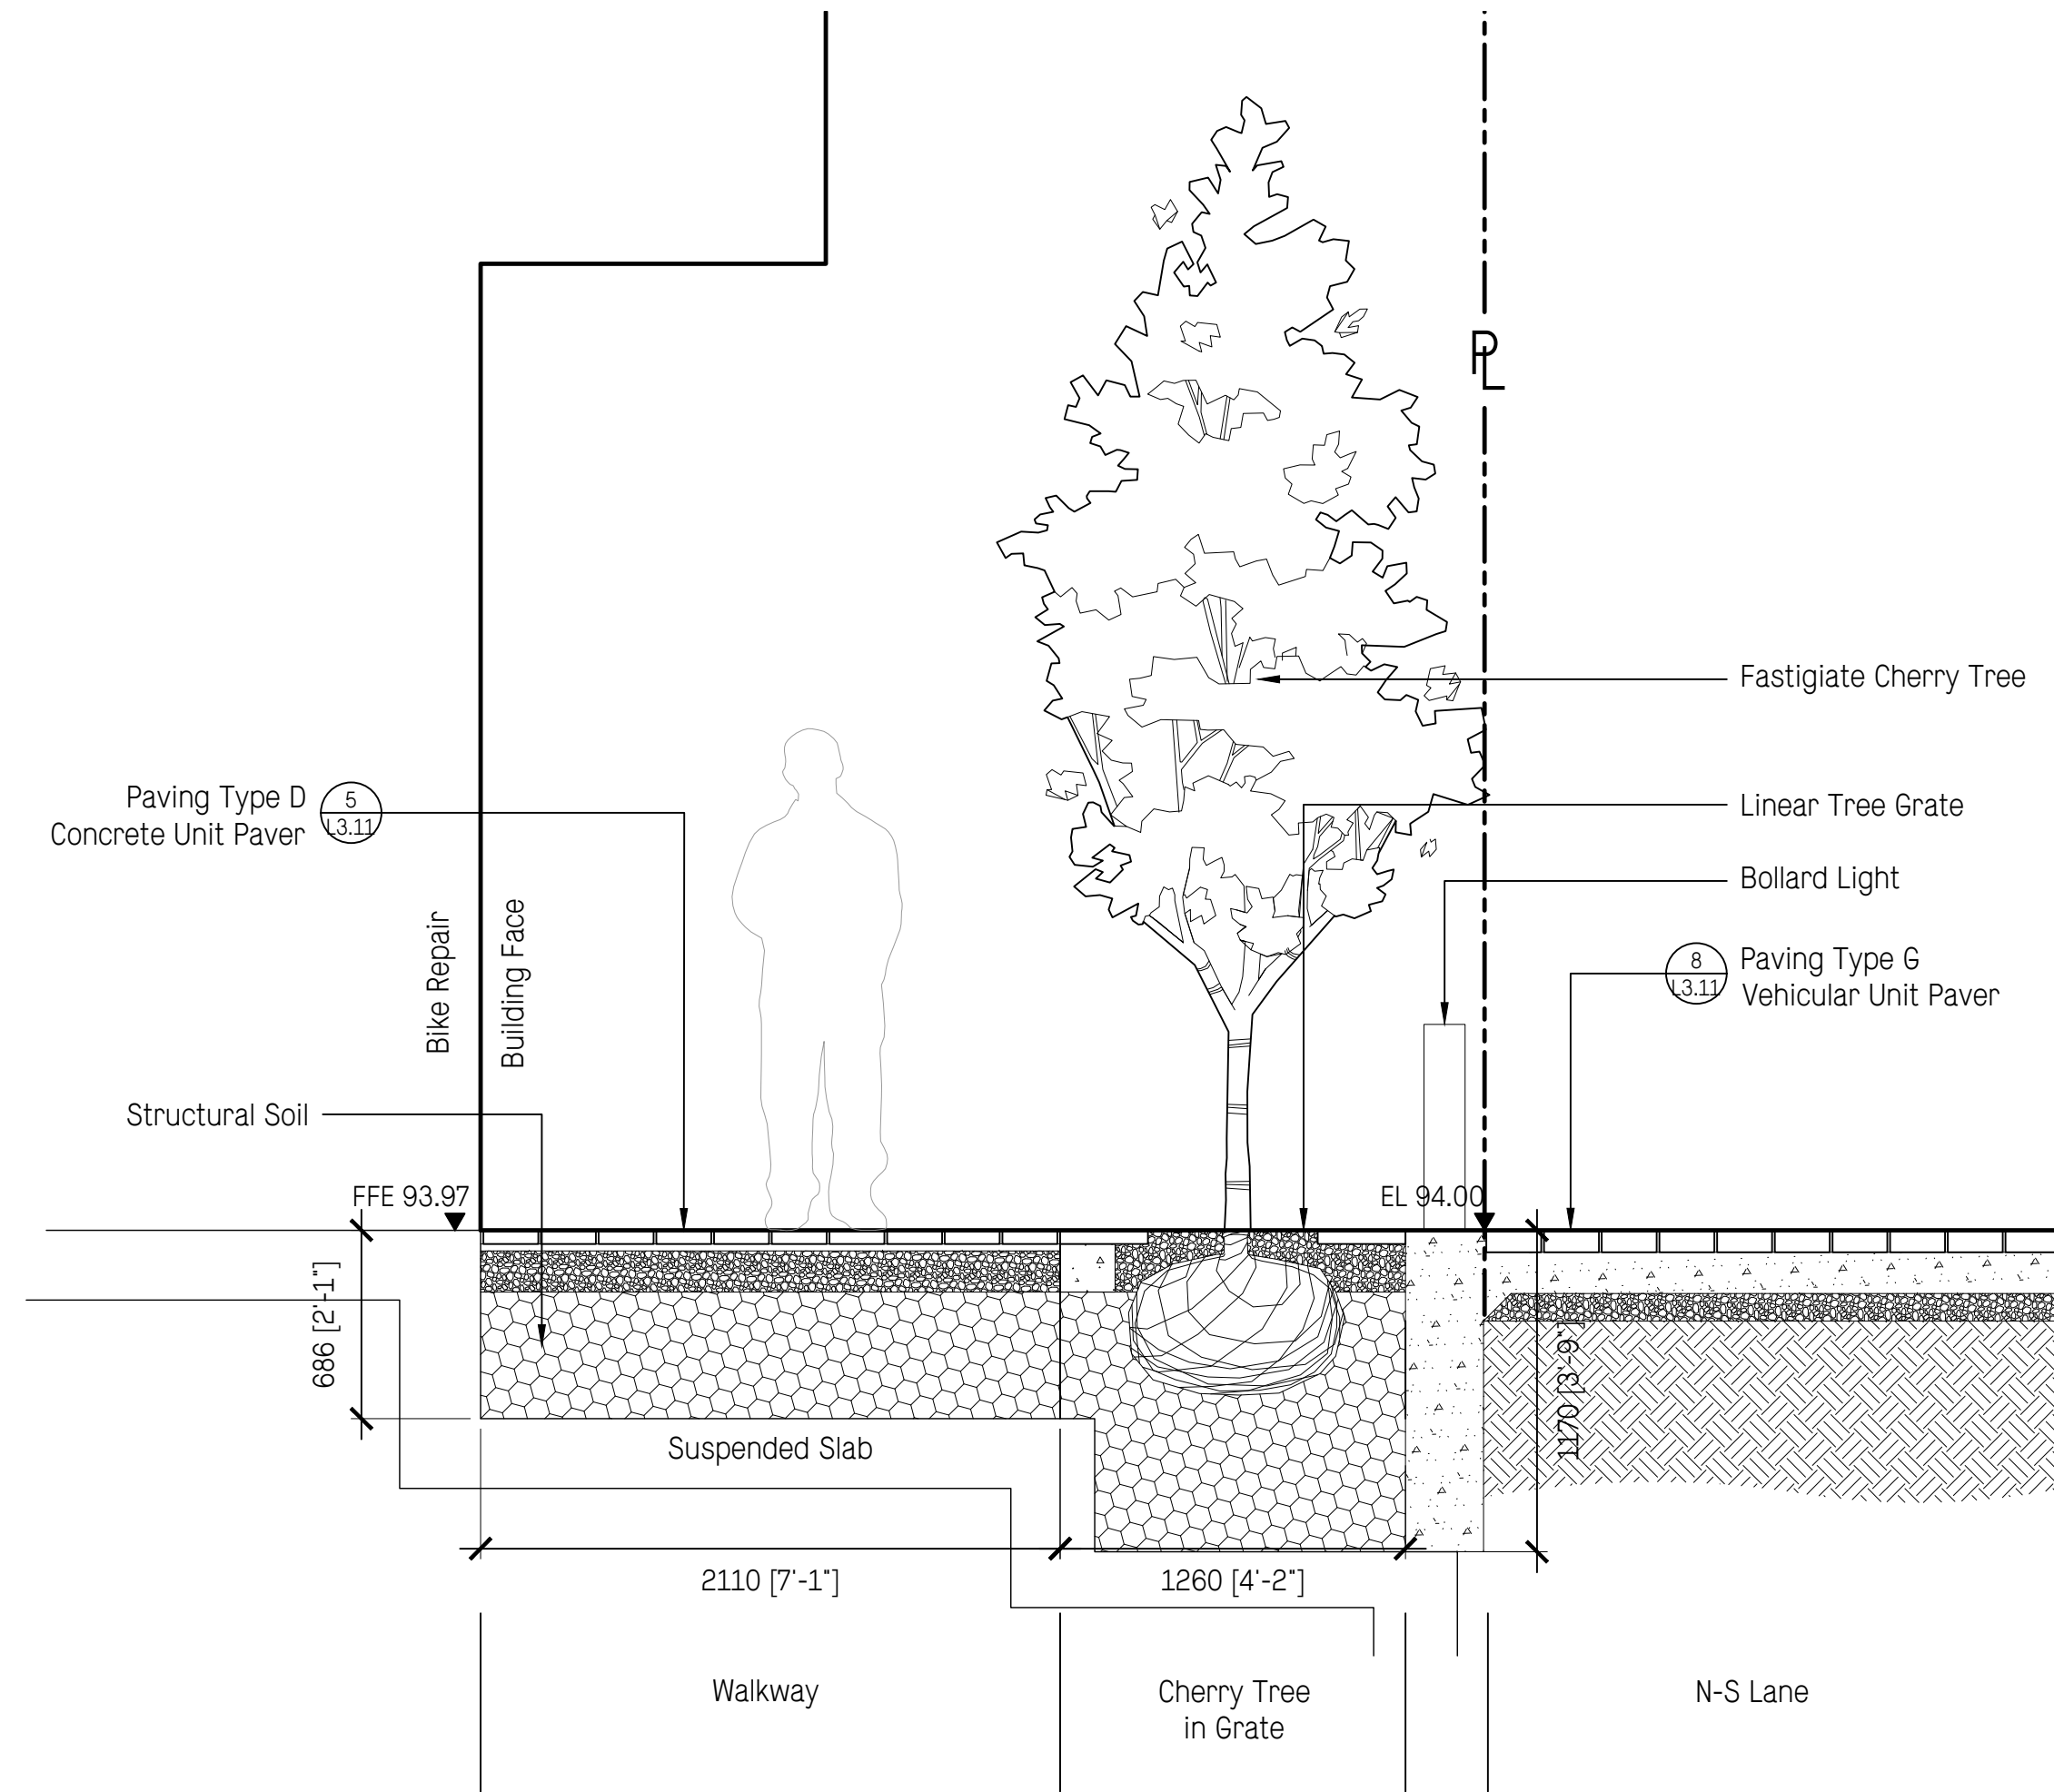 PL
Fastigiate Cherry Tree
Paving Type D
Concrete Unit Paver
5
L3.11
Linear Tree Grate
Bollard Light
Bike Repair
Building Face
8
L3.11
Paving Type G
Vehicular Unit Paver
Structural Soil
FFE 93.97
EL 94.00
686 [2'-1"]
1170 [3'-9"]
Suspended Slab
2110 [7'-1"]
1260 [4'-2"]
Walkway
Cherry Tree
in Grate
N-S Lane